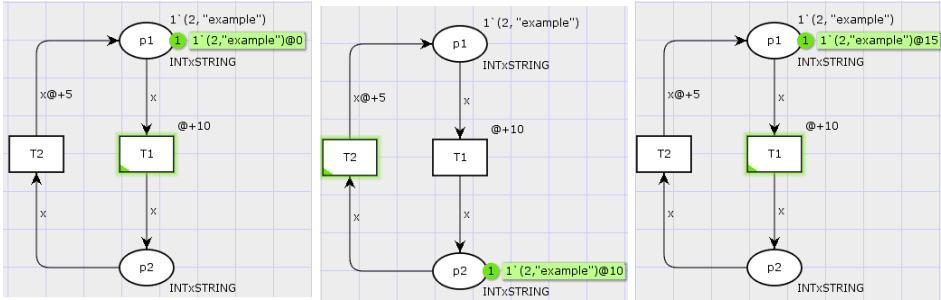 1`(2, "example")
p1
1
1`(2,"example")@0
INTxSTRING
x@+5
x
@+10
T2
T1
x
x
p2
INTxSTRING
1`(2, "example")
p1
INTxSTRING
x@+5
x
@+10
T2
T1
x
x
p2
1
1`(2,"example")@10
INTxSTRING
1`(2, "example")
p1
1
1`(2,"example")@15
INTxSTRING
x@+5
x
@+10
T2
T1
x
x
p2
INTxSTRING